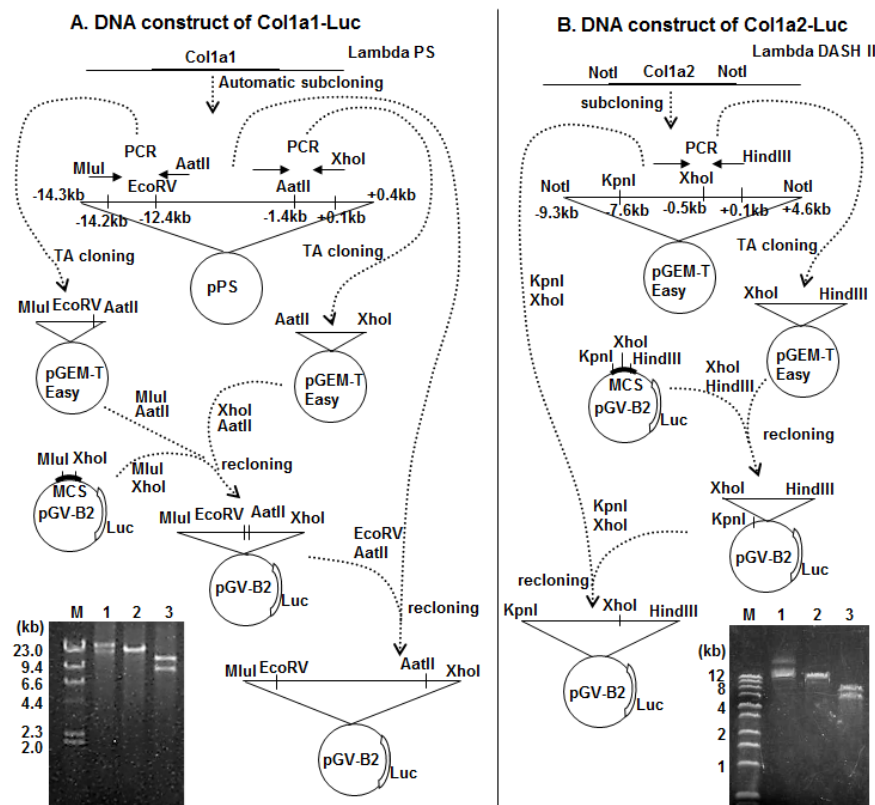 A. DNA construct of Col1a1-Luc
Col1a1
Lambda PS
Automatic subcloning
PCR
MluI
AatII
EcoRV
PCR
XhoI
AatII
-14.3kb
+0.4kb
-14.2kb
-12.4kb
-1.4kb
+0.1kb
TA cloning
pPS
TA cloning
MluI EcoRV AatII
pGEM-T
Easy
AatII
XhoI
pGEM-T
Easy
MluI
AatII
XhoI
AatII
MluI XhoI
MCS
pGV-B2
Luc
MluI
XhoI
recloning
MluI EcoRV AatII XhoI
pGV-B2
Luc
EcoRV
AatII
recloning
MluI EcoRV
AatII
XhoI
pGV-B2
Luc
(kb)
M 1 2 3
23.0
9.4
6.6
4.4
2.3
2.0
B. DNA construct of Col1a2-Luc
Lambda DASH II
NotI Col1a2 NotI
subcloning
PCR
HindIII
NotI
KpnI
XhoI
NotI
-9.3kb
-7.6kb
-0.5kb
+0.1kb
+4.6kb
pGEM-T
Easy
TA cloning
KpnI
XhoI
XhoI
HindIII
pGEM-T
Easy
XhoI
KpnI HindIII
MCS
pGV-B2
Luc
XhoI
HindIII
recloning
XhoI
HindIII
KpnI
pGV-B2
Luc
KpnI
XhoI
recloning
KpnI
XhoI
HindIII
pGV-B2
Luc
M 1 2 3
(kb)
12
8
4
2
1